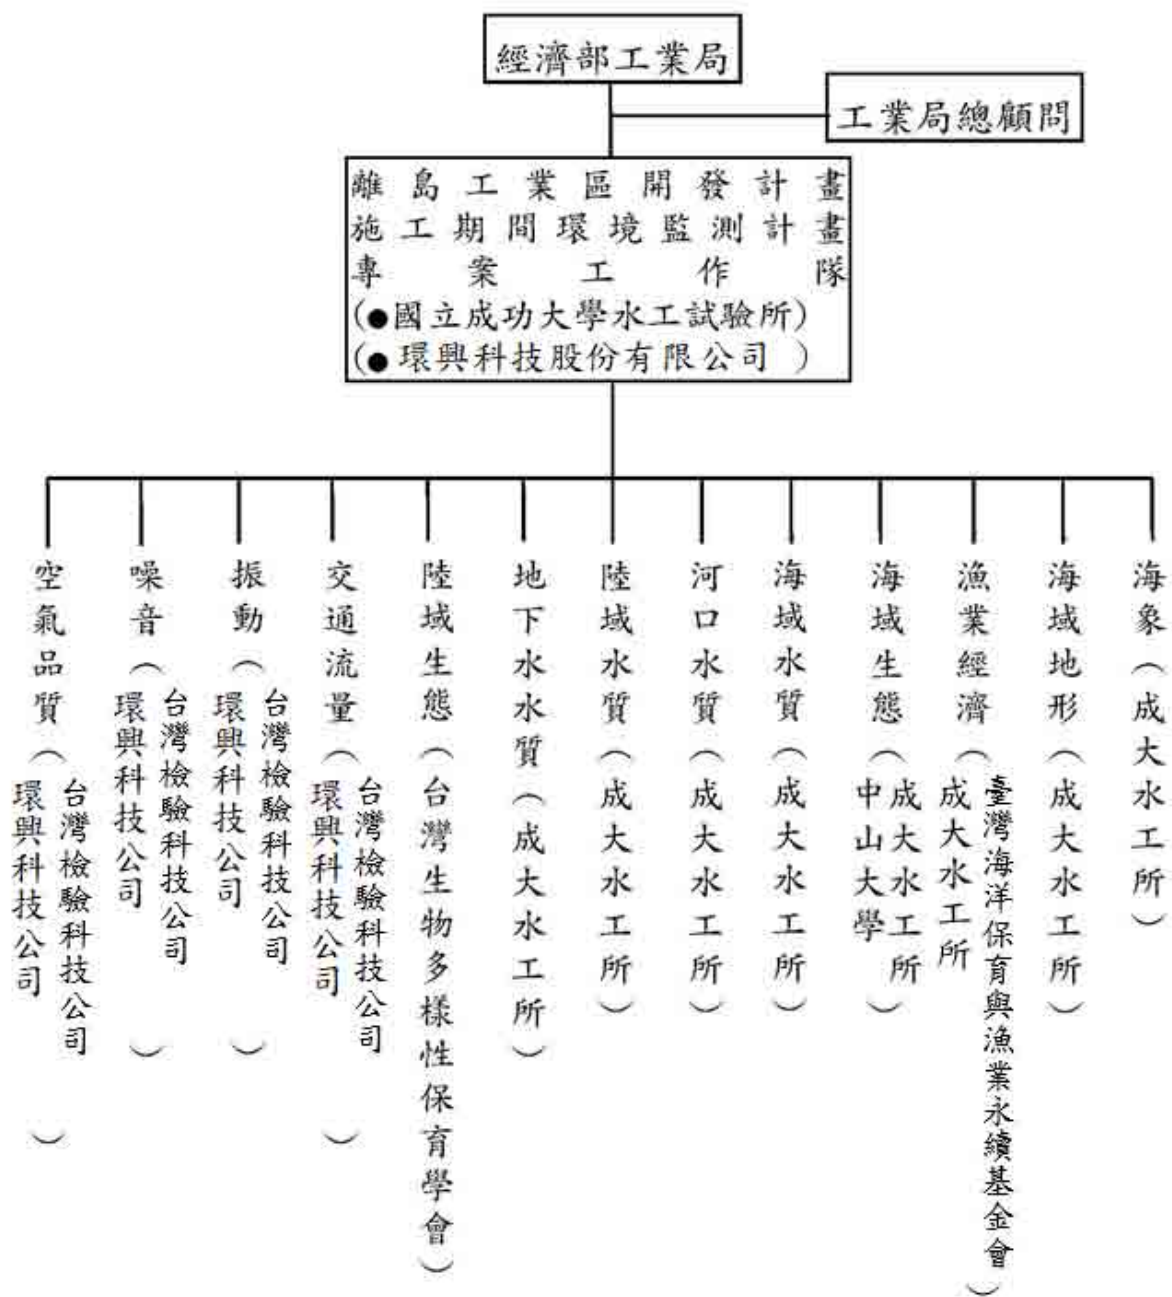 經濟部工業局
工業局總顧問
離島工業區開發計畫
施工期間環境監測計畫
專案工作隊
(●國立成功大學水工試驗所)
(●環興科技股份有限公司)
空氣品質(
台灣檢驗科技公司
環興科技公司
)
噪音(
台灣檢驗科技公司
環興科技公司
)
振動(
台灣檢驗科技公司
環興科技公司
)
交通流量(
台灣檢驗科技公司
環興科技公司
)
陸域生態(台灣生物多樣性保育學會)
地下水水質(成大水工所)
陸域水質(成大水工所)
河口水質(成大水工所)
海域水質(成大水工所)
海域生態(
成大水工所
中山大學
)
漁業經濟(
臺灣海洋保育與漁業永續基金會
成大水工所
)
海域地形(成大水工所)
海象(成大水工所)